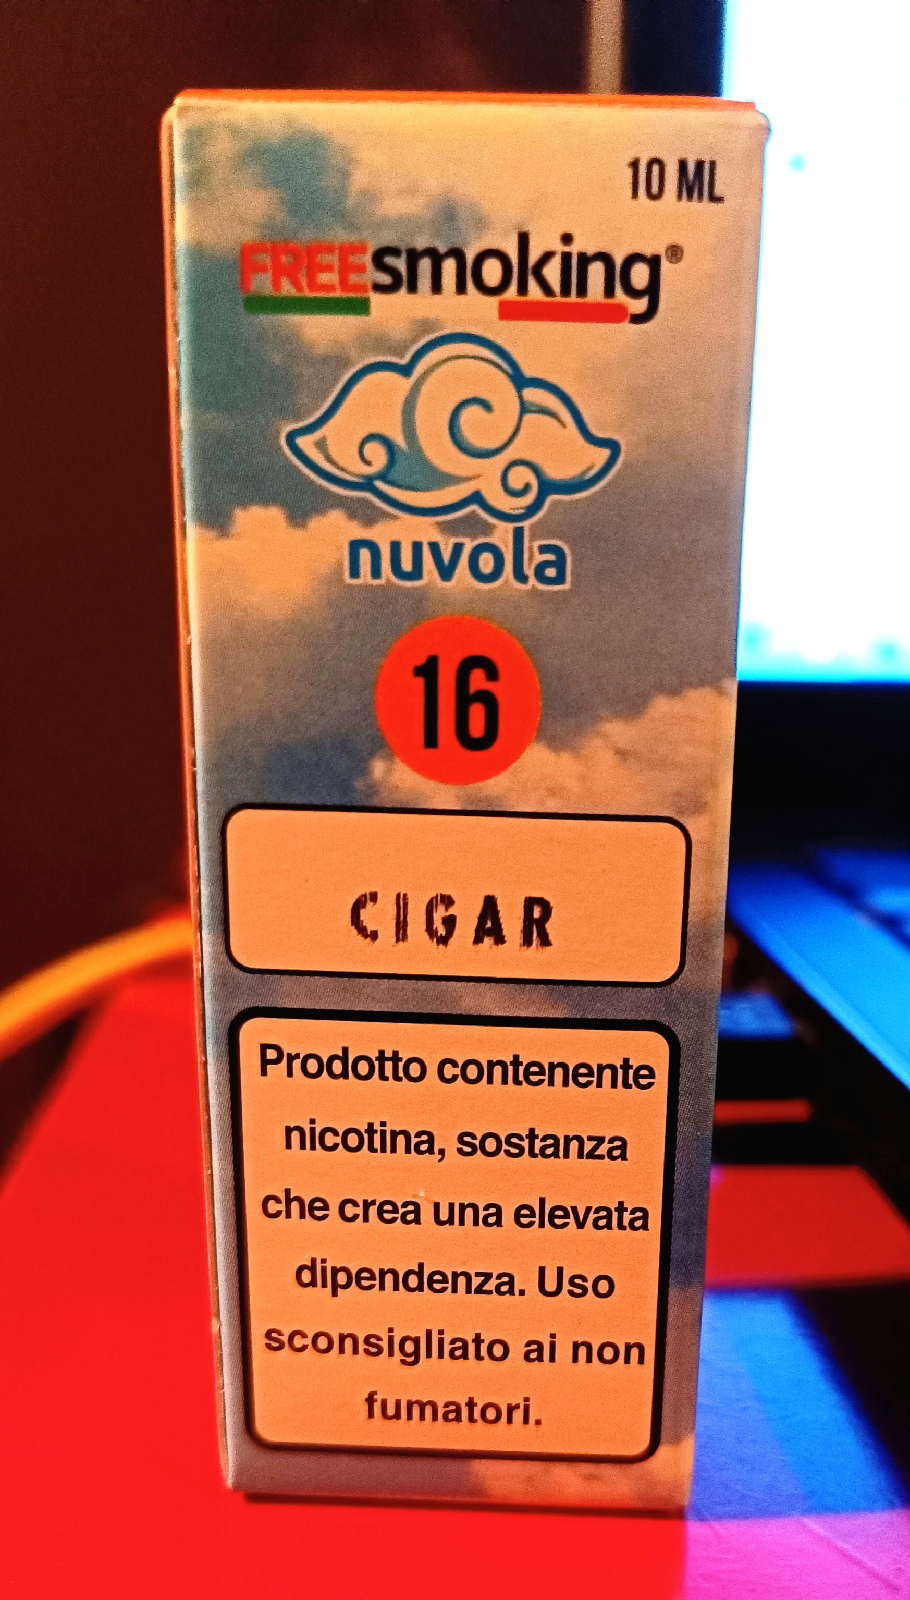 10 ML
FREEsmoking®
nuvola
16
CIGAR
Prodotto contenente
nicotina, sostanza
che crea una elevata
dipendenza. Uso
sconsigliato ai non
fumatori.